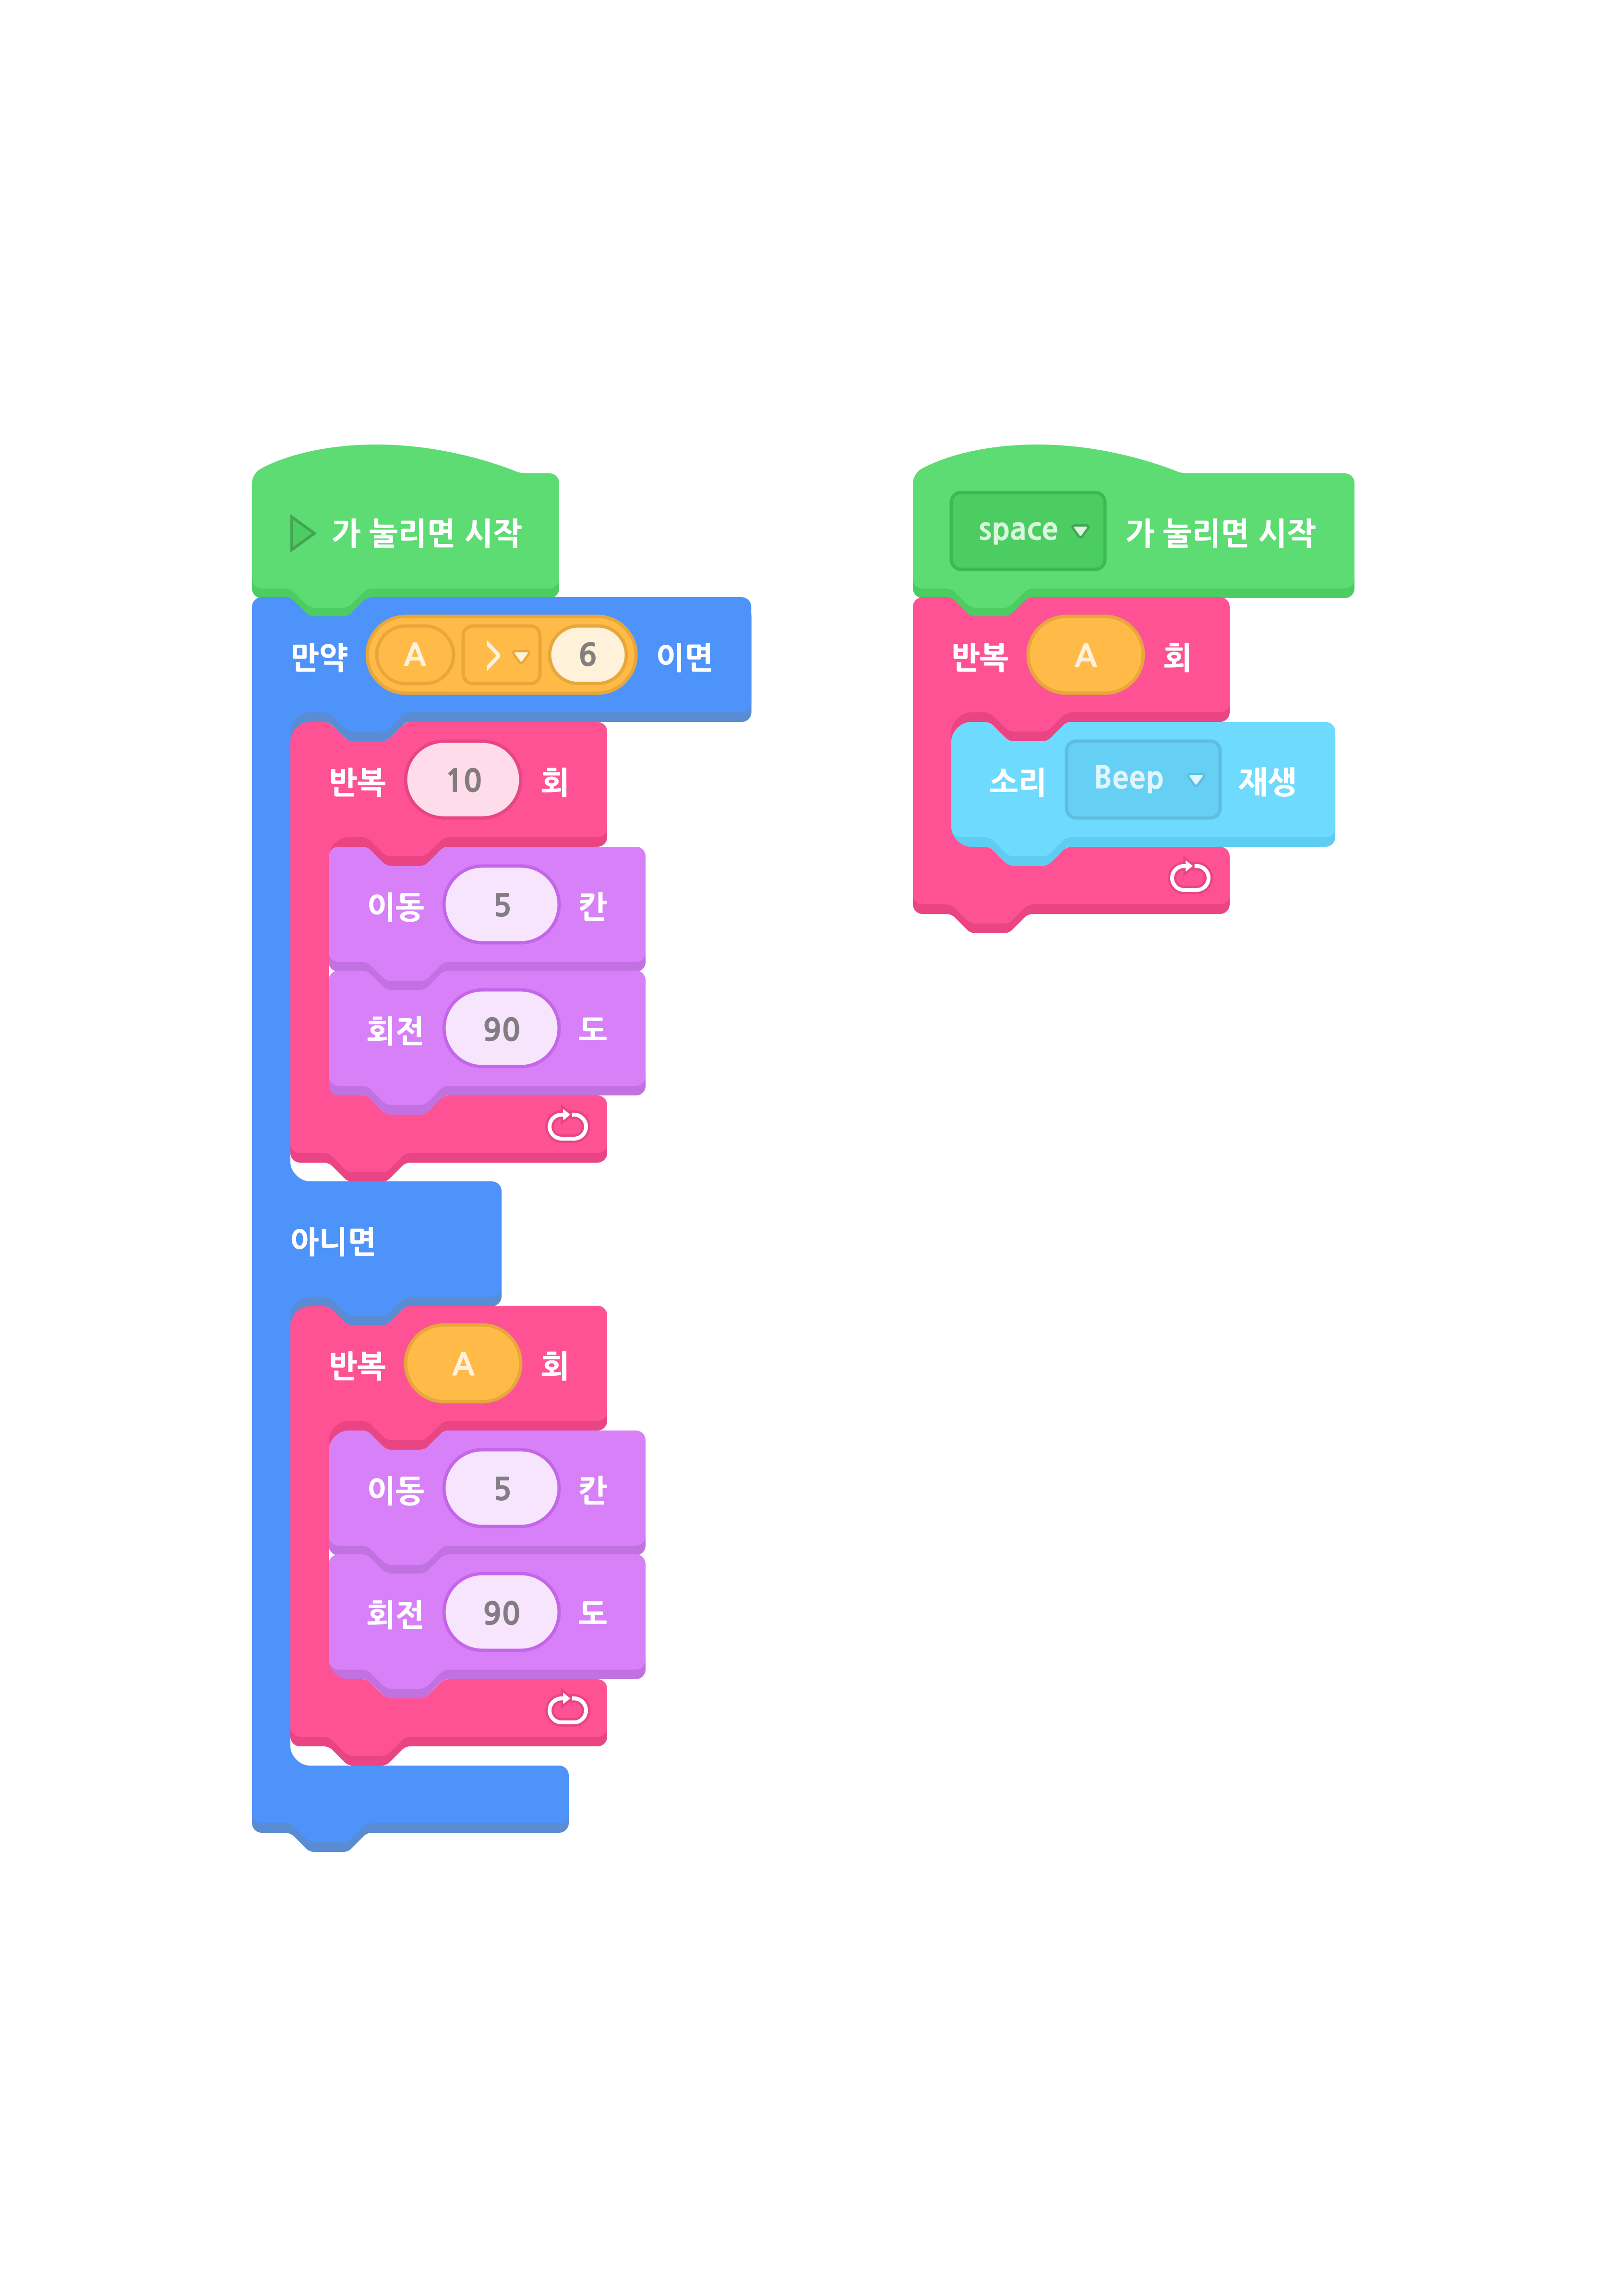 가 눌리면 시작
만약 A > 6 이면
반복 10 회
이동 5 칸
회전 90 도
아니면
반복 A 회
이동 5 칸
회전 90 도
space 가 눌리면 시작
반복 A 회
소리 Beep 재생